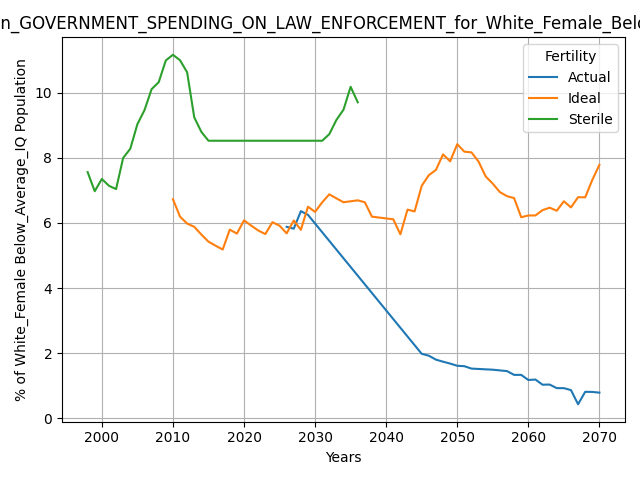 n_GOVERNMENT_SPENDING_ON_LAW_ENFORCEMENT_for_White_Female_Belo
% of White_Female Below_Average_IQ Population
Fertility
Actual
Ideal
Sterile
10
8
6
4
2
0
2000 2010 2020 2030 2040 2050 2060 2070
Years